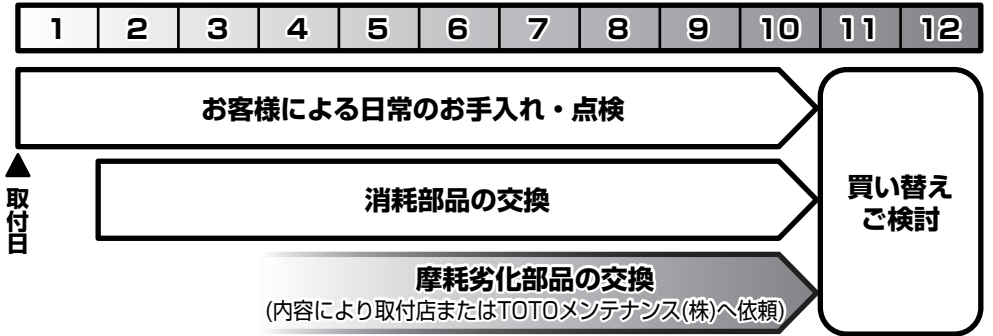 1 2 3 4 5 6 7 8 9 10 11 12
お客様による日常のお手入れ・点検
取付日
消耗部品の交換
買い替え
ご検討
摩耗劣化部品の交換
(内容により取付店またはTOTOメンテナンス(株)へ依頼)